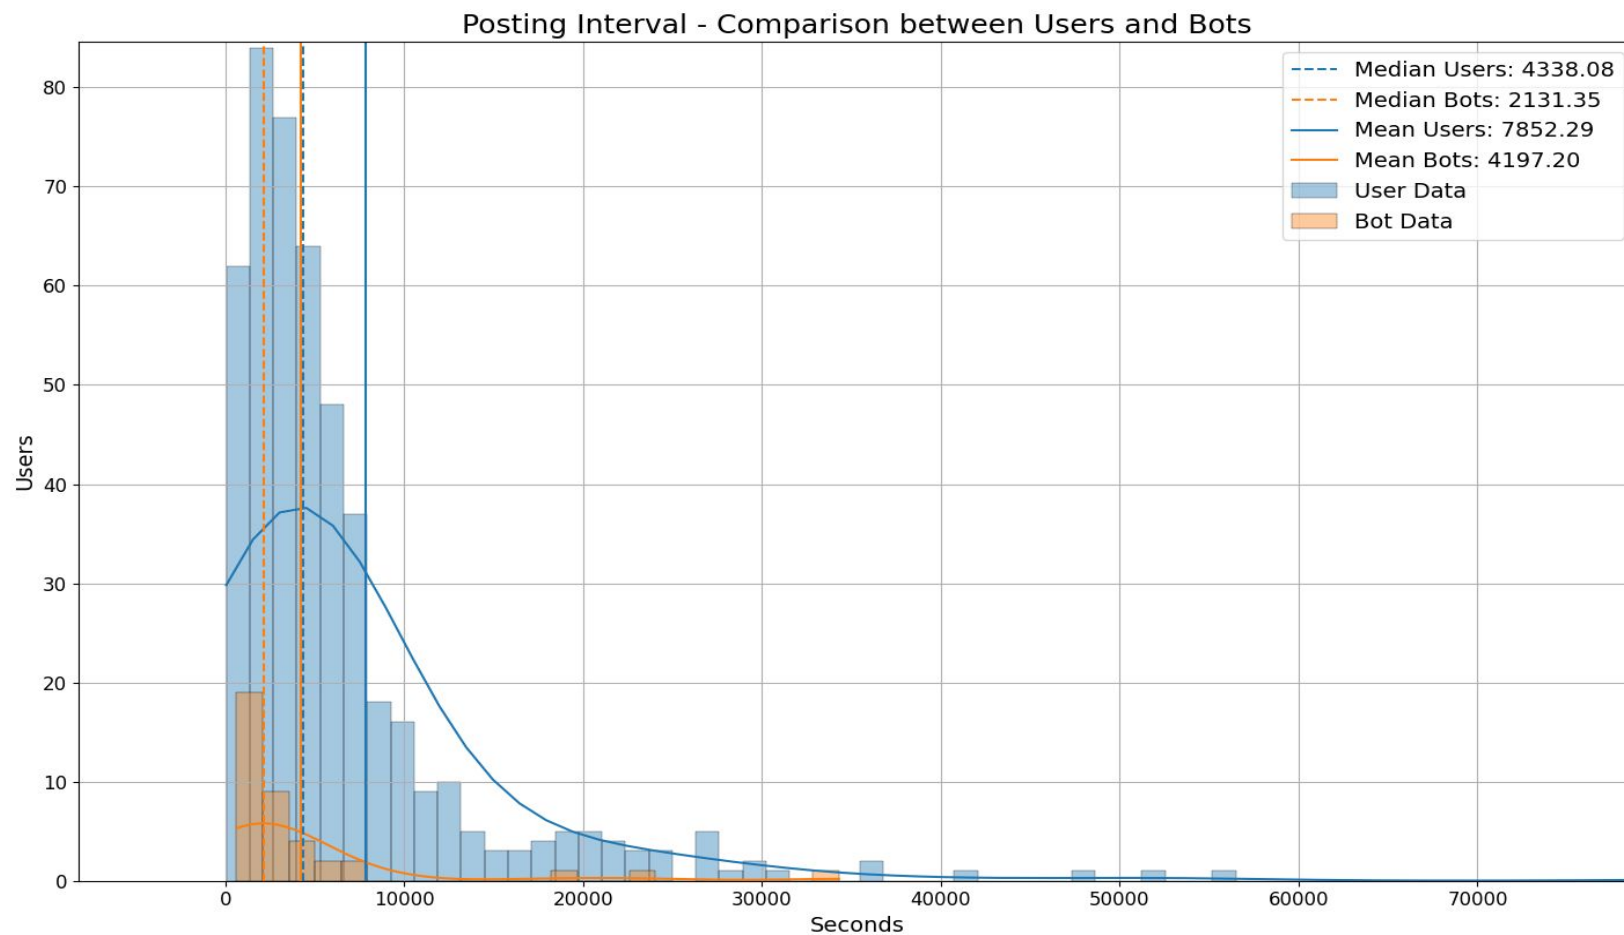 Posting Interval - Comparison between Users and Bots
Median Users: 4338.08
Median Bots: 2131.35
Mean Users: 7852.29
Mean Bots: 4197.20
User Data
Bot Data
Users
80
70
60
50
40
30
20
10
0
0 10000 20000 30000 40000 50000 60000 70000
Seconds